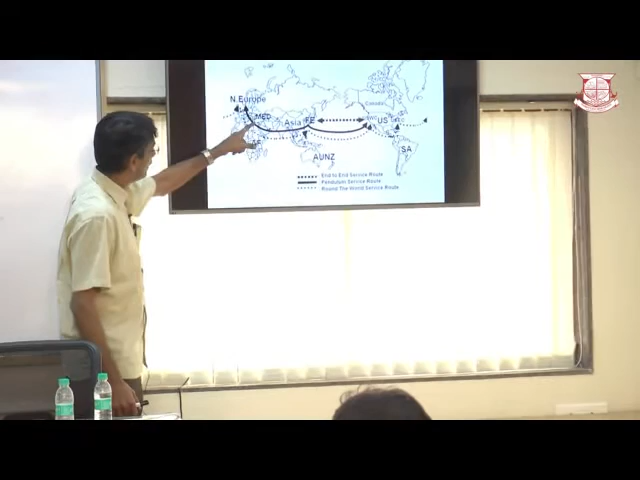 N.Europe
Canada
MED
Asia
FE
US
AUNZ
SA
End to End Service Route
Pendulum Service Route
Round The World Service Route